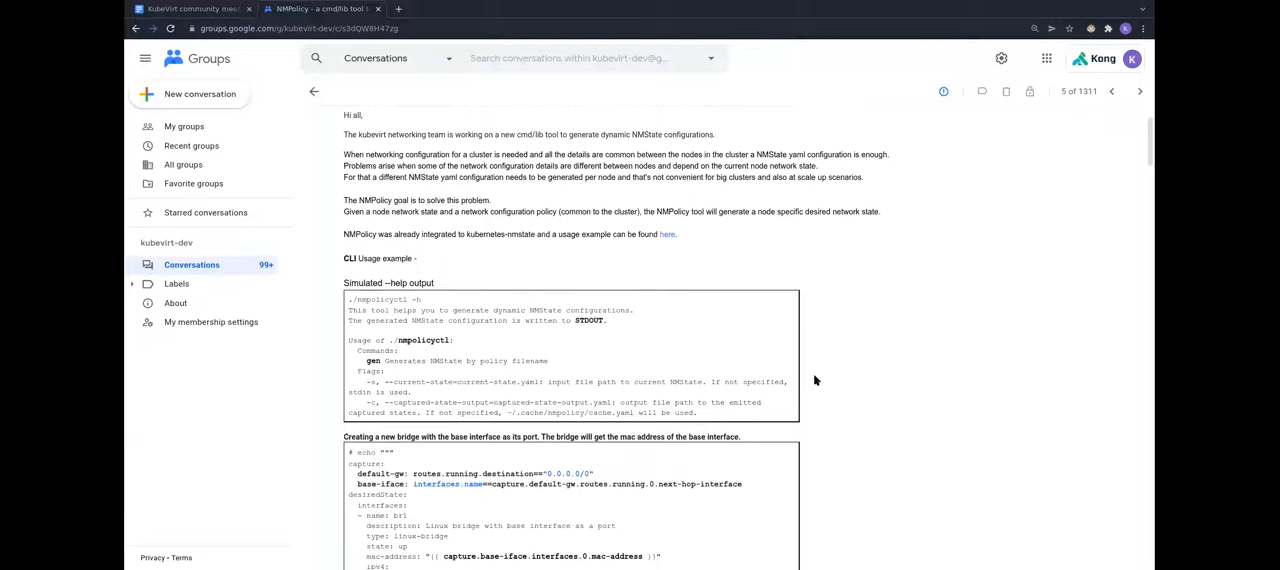 KubeVirt community mee
NMPolicy - a cmd/lib tool t
groups.google.com/g/kubevirt-dev/c/s3dQW8H47zg
Groups
Conversations
Search conversations within kubevirt-dev@g...
Kong
K
New conversation
5 of 1311
My groups
Recent groups
All groups
Favorite groups
Starred conversations
kubevirt-dev
Conversations 99+
Labels
About
My membership settings
Privacy • Terms
Hi all,
The kubevirt networking team is working on a new cmd/lib tool to generate dynamic NMState configurations.
When networking configuration for a cluster is needed and all the details are common between the nodes in the cluster a NMState yaml configuration is enough.
Problems arise when some of the network configuration details are different between nodes and depend on the current node network state.
For that a different NMState yaml configuration needs to be generated per node and that's not convenient for big clusters and also at scale up scenarios.
The NMPolicy goal is to solve this problem.
Given a node network state and a network configuration policy (common to the cluster), the NMPolicy tool will generate a node specific desired network state.
NMPolicy was already integrated to kubernetes-nmstate and a usage example can be found here.
CLI Usage example -
Simulated --help output
./nmpolicyctl -h
This tool helps you to generate dynamic NMState configurations.
The generated NMState configuration is written to STDOUT.
Usage of ./nmpolicyctl:
Commands:
gen Generates NMState by policy filename
Flags:
-s, --current-state=current-state.yaml: input file path to current NMState. If not specified,
stdin is used.
-c, --captured-state-output=captured-state-output.yaml: output file path to the emitted
captured states. If not specified, ~/.cache/nmpolicy/cache.yaml will be used.
Creating a new bridge with the base interface as its port. The bridge will get the mac address of the base interface.
# echo """
capture:
default-gw: routes.running.destination=="0.0.0.0/0"
base-iface: interfaces.name==capture.default-gw.routes.running.0.next-hop-interface
desiredState:
interfaces:
- name: br1
description: Linux bridge with base interface as a port
type: linux-bridge
state: up
mac-address: "{{ capture.base-iface.interfaces.0.mac-address }}"
ipv4: